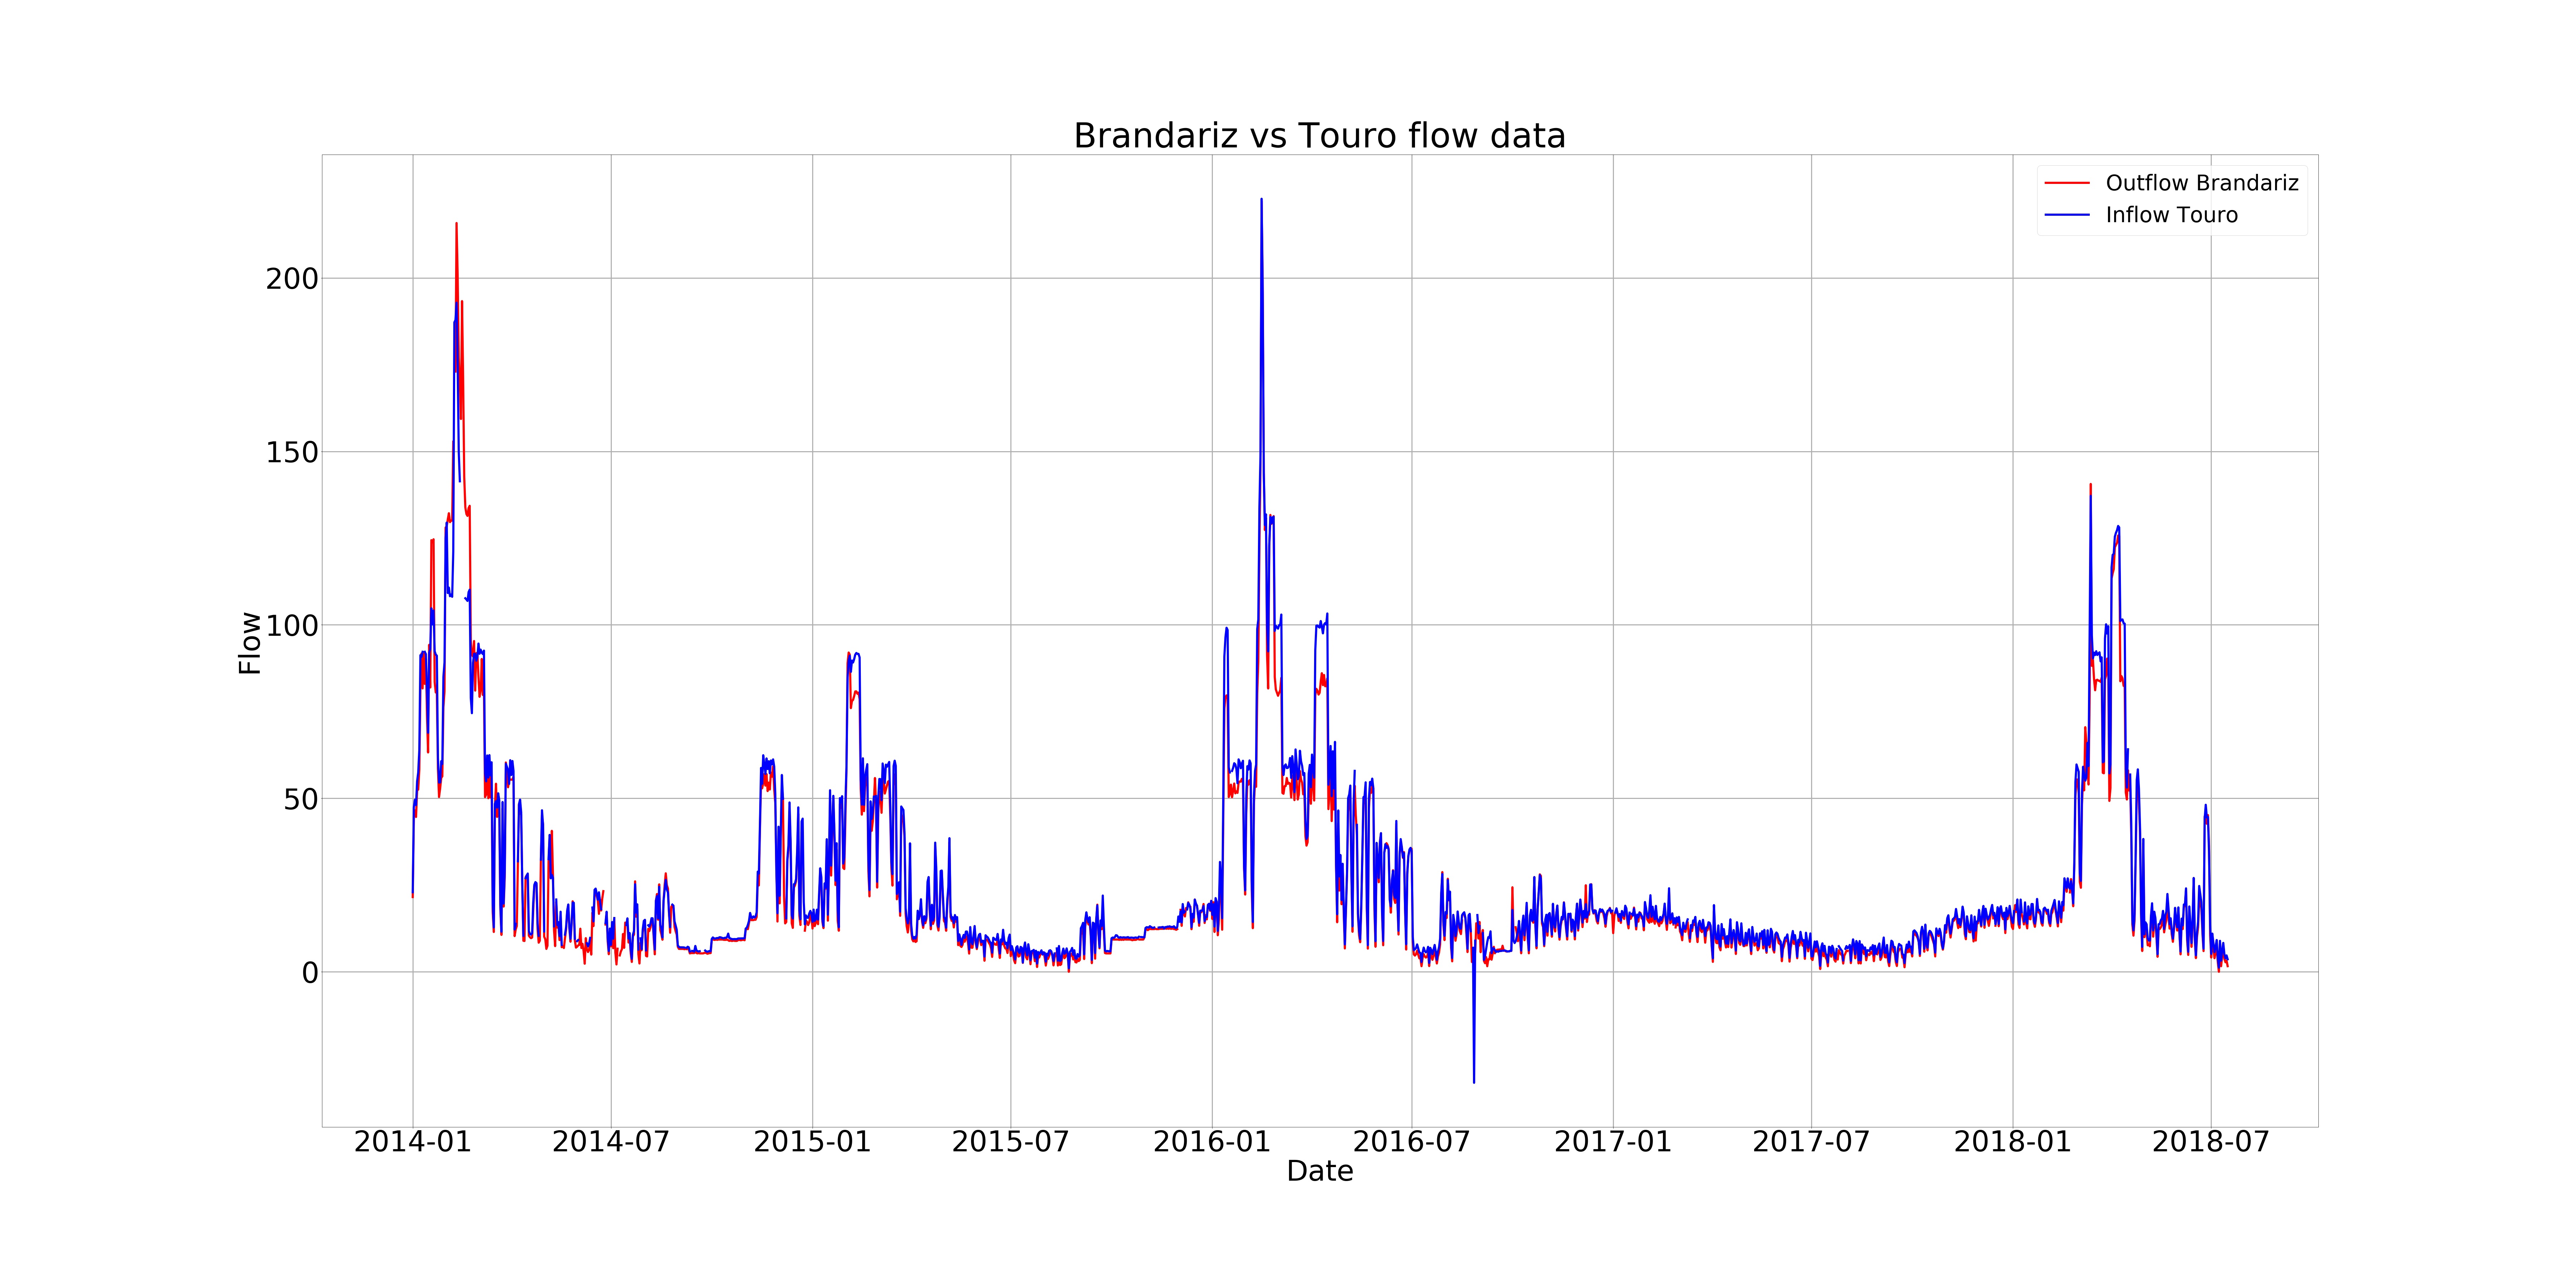 Brandariz vs Touro flow data
Outflow Brandariz
Inflow Touro
200
150
100
50
0
Flow
2014-01 2014-07 2015-01 2015-07 2016-01 2016-07 2017-01 2017-07 2018-01 2018-07
Date